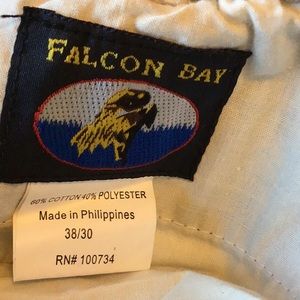 FALCON BAY
60% COTTON 40% POLYESTER
Made in Philippines
38/30
RN# 100734